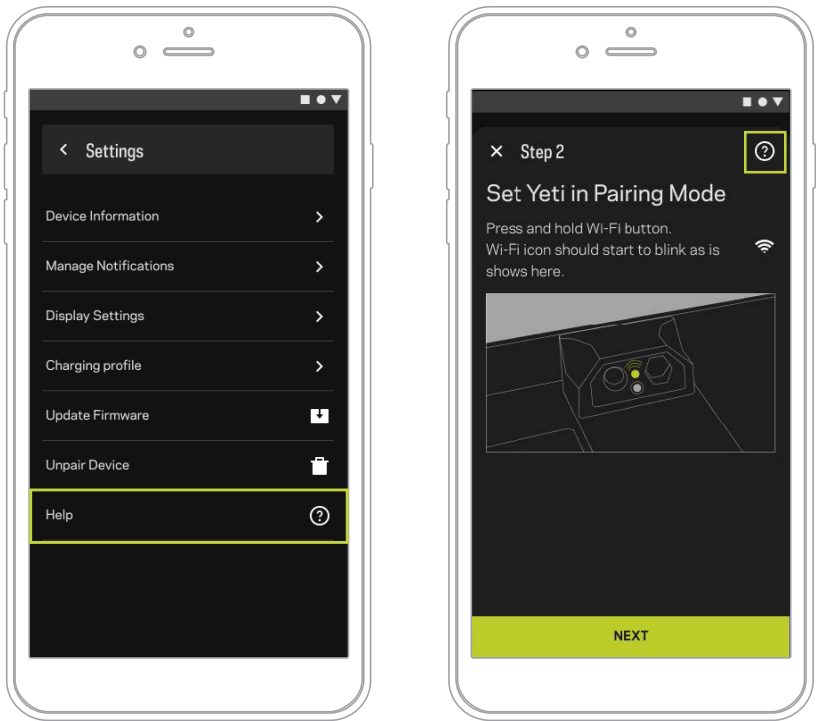 Settings
Device Information
Manage Notifications
Display Settings
Charging profile
Update Firmware
Unpair Device
Help
Step 2
Set Yeti in Pairing Mode
Press and hold Wi-Fi button.
Wi-Fi icon should start to blink as is
shows here.
NEXT